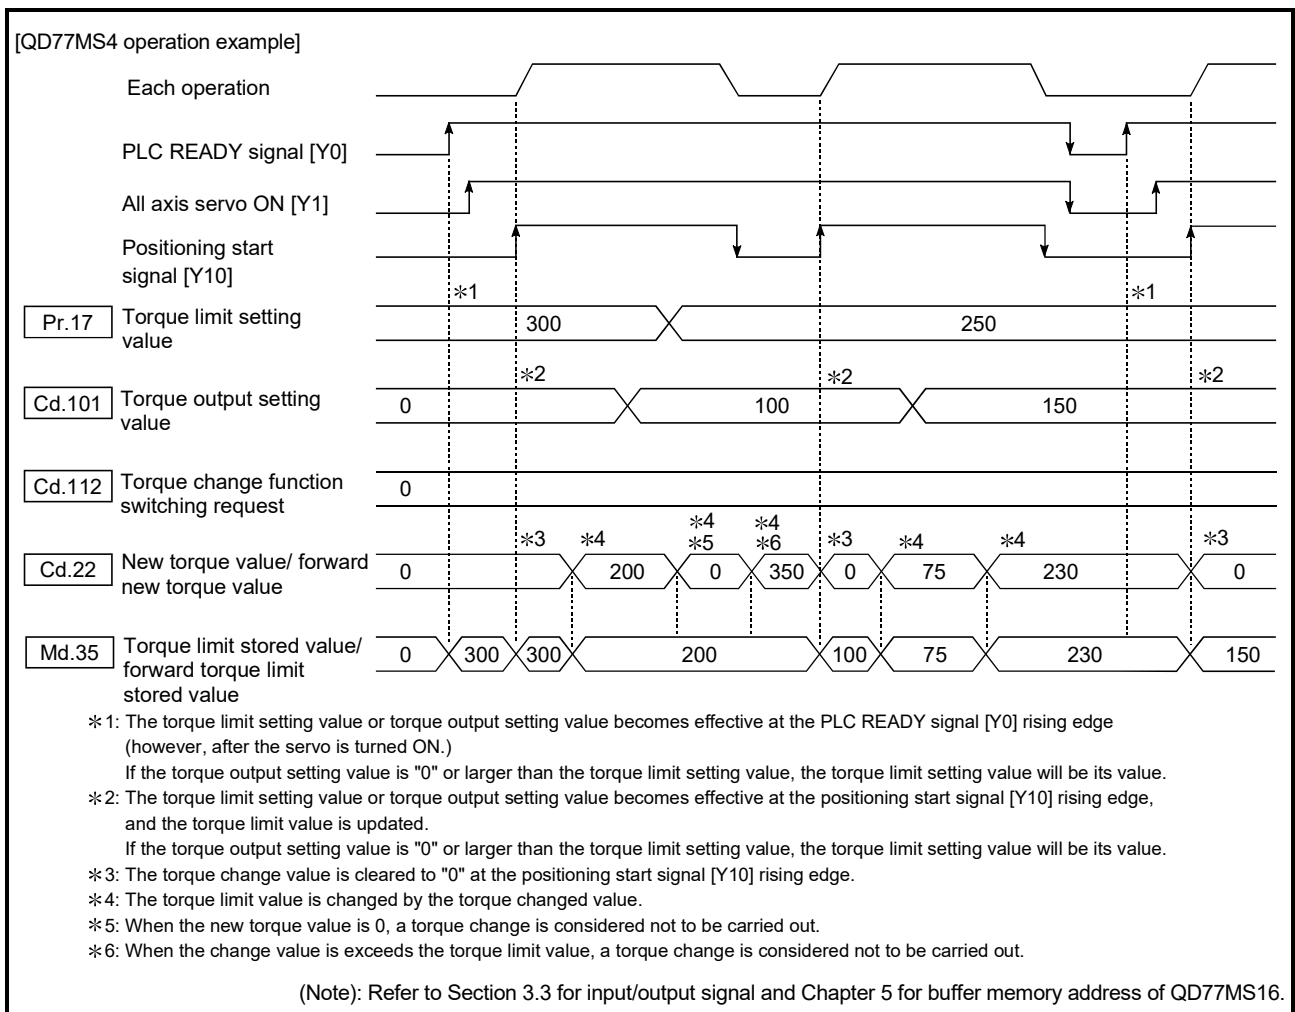 [QD77MS4 operation example]
Each operation
PLC READY signal [Y0]
All axis servo ON [Y1]
Positioning start
signal [Y10]
*1
*1
Pr.17
Torque limit setting
value
300
250
*2
*2
*2
Cd.101
Torque output setting
value
0
100
150
Cd.112
Torque change function
switching request
0
*3
*4
*4
*5
*4
*6
*3
*4
*4
*3
Cd.22
New torque value/ forward
new torque value
0
200
0
350
0
75
230
0
Md.35
Torque limit stored value/
forward torque limit
stored value
0
300
300
200
100
75
230
150
*1: The torque limit setting value or torque output setting value becomes effective at the PLC READY signal [Y0] rising edge
(however, after the servo is turned ON.)
If the torque output setting value is "0" or larger than the torque limit setting value, the torque limit setting value will be its value.
*2: The torque limit setting value or torque output setting value becomes effective at the positioning start signal [Y10] rising edge,
and the torque limit value is updated.
If the torque output setting value is "0" or larger than the torque limit setting value, the torque limit setting value will be its value.
*3: The torque change value is cleared to "0" at the positioning start signal [Y10] rising edge.
*4: The torque limit value is changed by the torque changed value.
*5: When the new torque value is 0, a torque change is considered not to be carried out.
*6: When the change value is exceeds the torque limit value, a torque change is considered not to be carried out.
(Note): Refer to Section 3.3 for input/output signal and Chapter 5 for buffer memory address of QD77MS16.